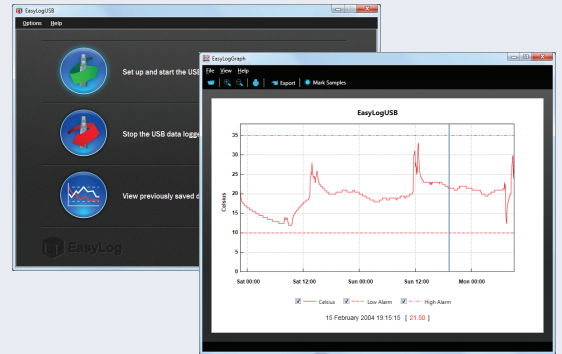 EasyLogUSB
Options Help
Set up and start the USB
Stop the USB data logge
View previously saved d
EasyLog
EasyLogGraph
File View Help
Export Mark Samples
EasyLogUSB
35
30
25
20
15
10
5
0
Celsius
Sat 00:00 Sat 12:00 Sun 00:00 Sun 12:00 Mon 00:00
Celsius Low Alarm High Alarm
15 February 2004 19:15:15 [ 21.50 ]